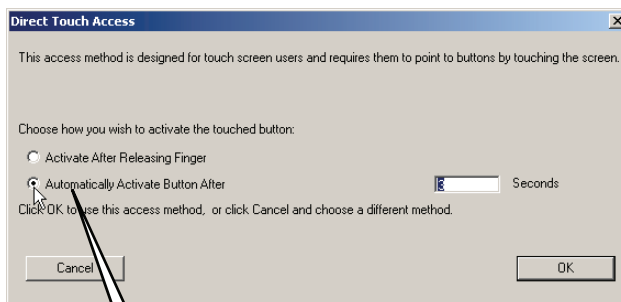 Direct Touch Access
This access method is designed for touch screen users and requires them to point to buttons by touching the screen.
Choose how you wish to activate the touched button:
Activate After Releasing Finger
Automatically Activate Button After 3 Seconds
Click OK to use this access method, or click Cancel and choose a different method.
Cancel OK